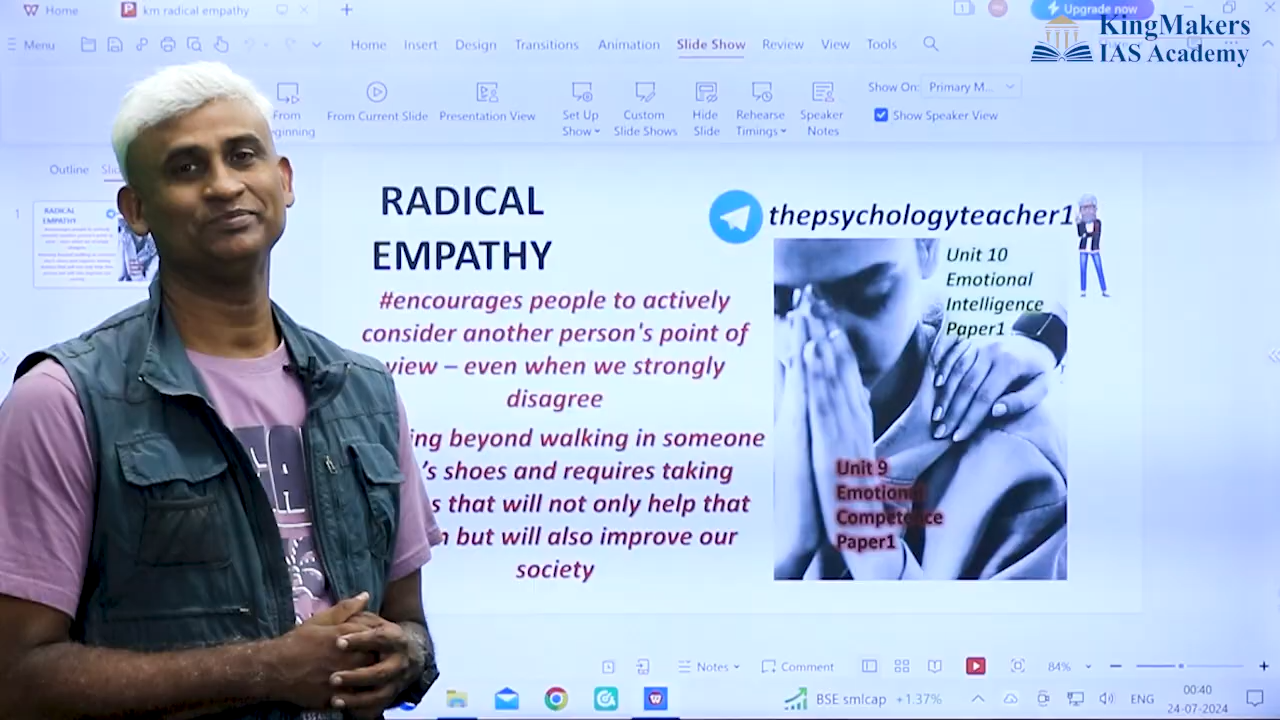 Home
km radical empathy
Upgrade now
KingMakers
IAS Academy
Menu
Home Insert Design Transitions Animation Slide Show Review View Tools
From Current Slide
Presentation View
Set Up
Show
Custom
Slide Shows
Hide
Slide
Rehearse
Timings
Speaker
Notes
From
Show On: Primary M...
Show Speaker View
Outline
1
RADICAL
EMPATHY
RADICAL
EMPATHY
#encourages people to actively
consider another person's point of
view – even when we strongly
disagree
beyond walking in someone
shoes and requires taking
that will not only help that
but will also improve our
society
thepsychologyteacher1
Unit 10
Emotional
Intelligence
Paper1
Unit 9
Emotional
Competence
Paper1
Notes
Comment
84%
BSE smlcap +1.37%
ENG
00:40
24-07-2024